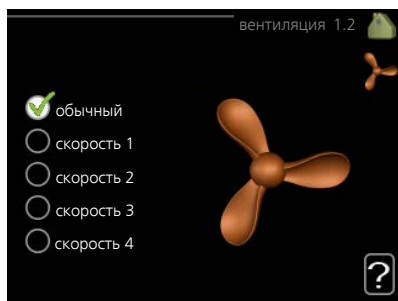 вентиляция 1.2
обычный
скорость 1
скорость 2
скорость 3
скорость 4
?